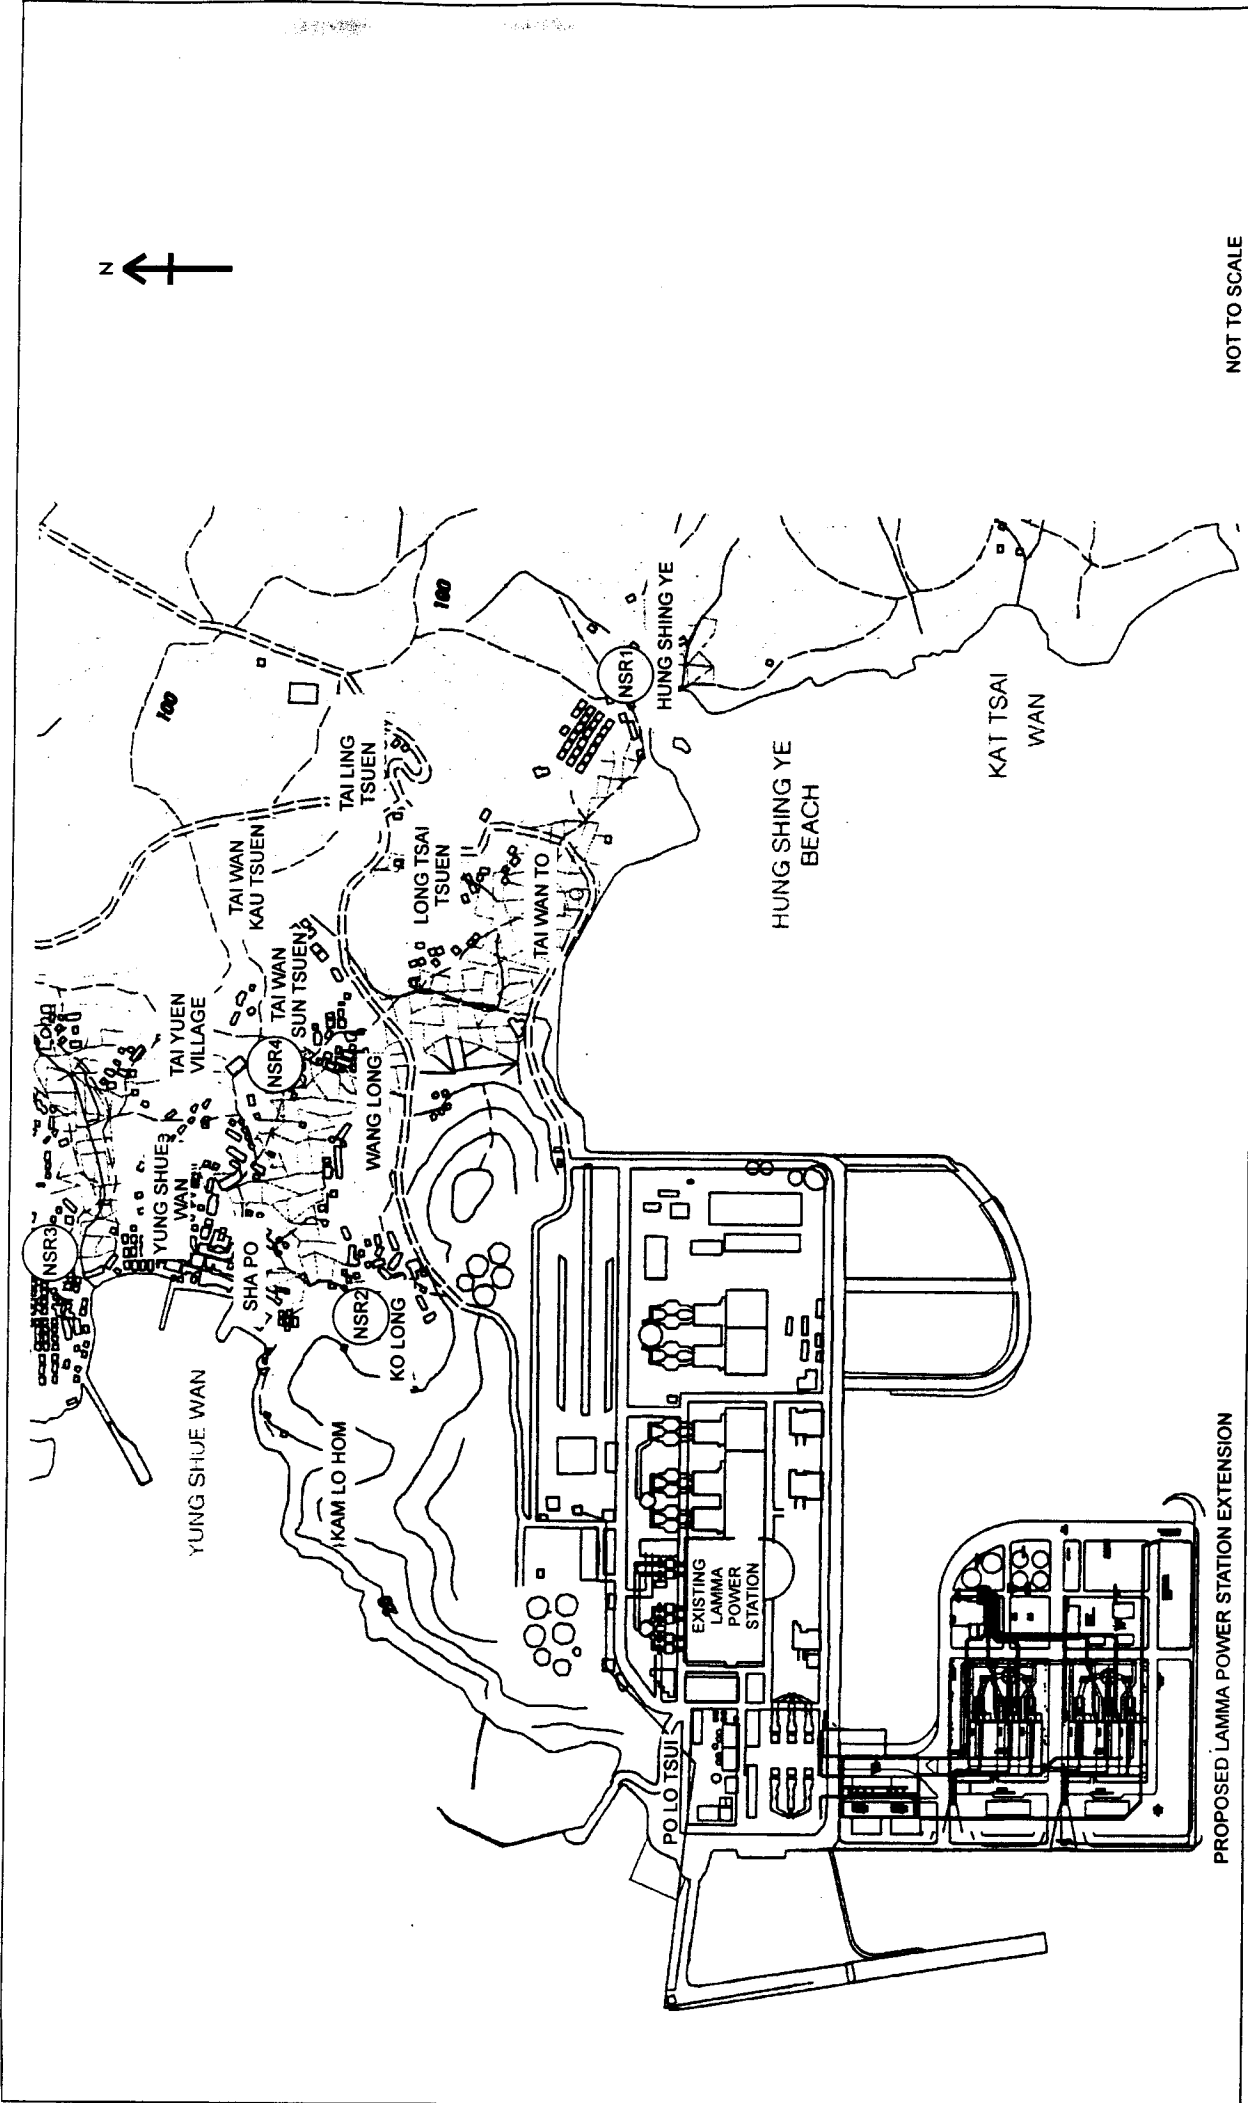 NSR3
Long
N
YUNG SHUE
WAN
TAI YUEN
VILLAGE
100
YUNG SHUE WAN
SHA PO
NSR4
TAI WAN
SUN TSUEN
TAI WAN
KAU TSUEN
KAM LO HOM
NSR2
WANG LONG
TAI LING
TSUEN
KO LONG
LONG TSAI
TSUEN
100
TAI WAN TO
NSR1
HUNG SHING YE
PO LO TSUI
EXISTING
LAMMA
POWER
STATION
HUNG SHING YE
BEACH
KAT TSAI
WAN
PROPOSED LAMMA POWER STATION EXTENSION
NOT TO SCALE